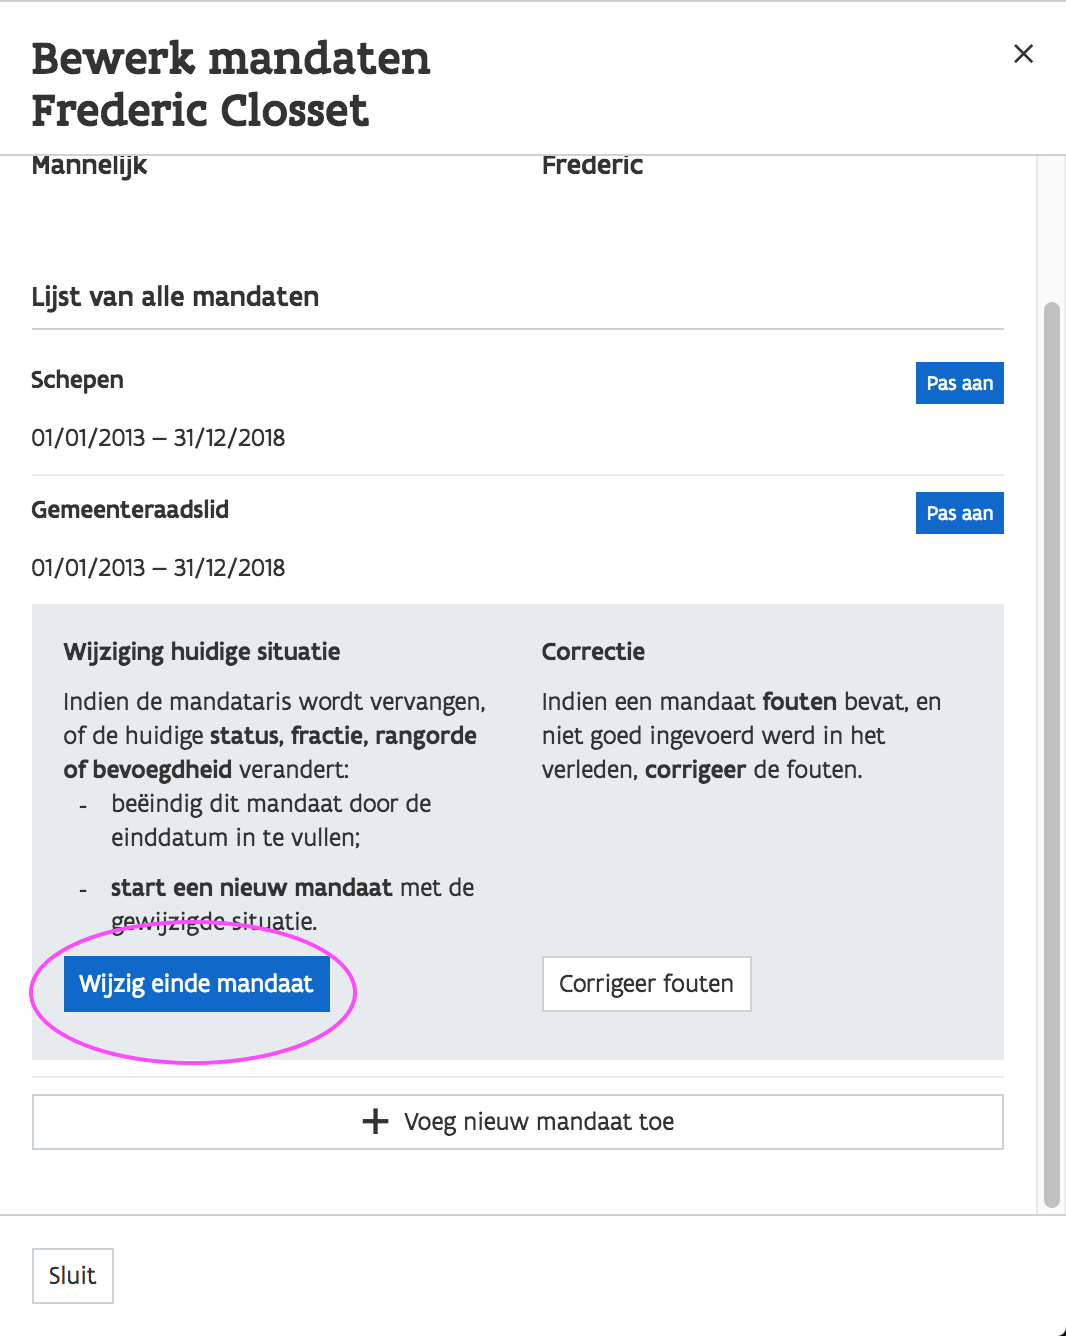 Bewerk mandaten
Frederic Closset
Mannelijk
Frederic
Lijst van alle mandaten
Schepen
Pas aan
01/01/2013 – 31/12/2018
Gemeenteraadslid
Pas aan
01/01/2013 – 31/12/2018
Wijziging huidige situatie
Indien de mandataris wordt vervangen,
of de huidige status, fractie, rangorde
of bevoegdheid verandert:
- beëindig dit mandaat door de
einddatum in te vullen;
- start een nieuw mandaat met de
gewijzigde situatie.
Wijzig einde mandaat
Correctie
Indien een mandaat fouten bevat, en
niet goed ingevoerd werd in het
verleden, corrigeer de fouten.
Corrigeer fouten
Voeg nieuw mandaat toe
Sluit